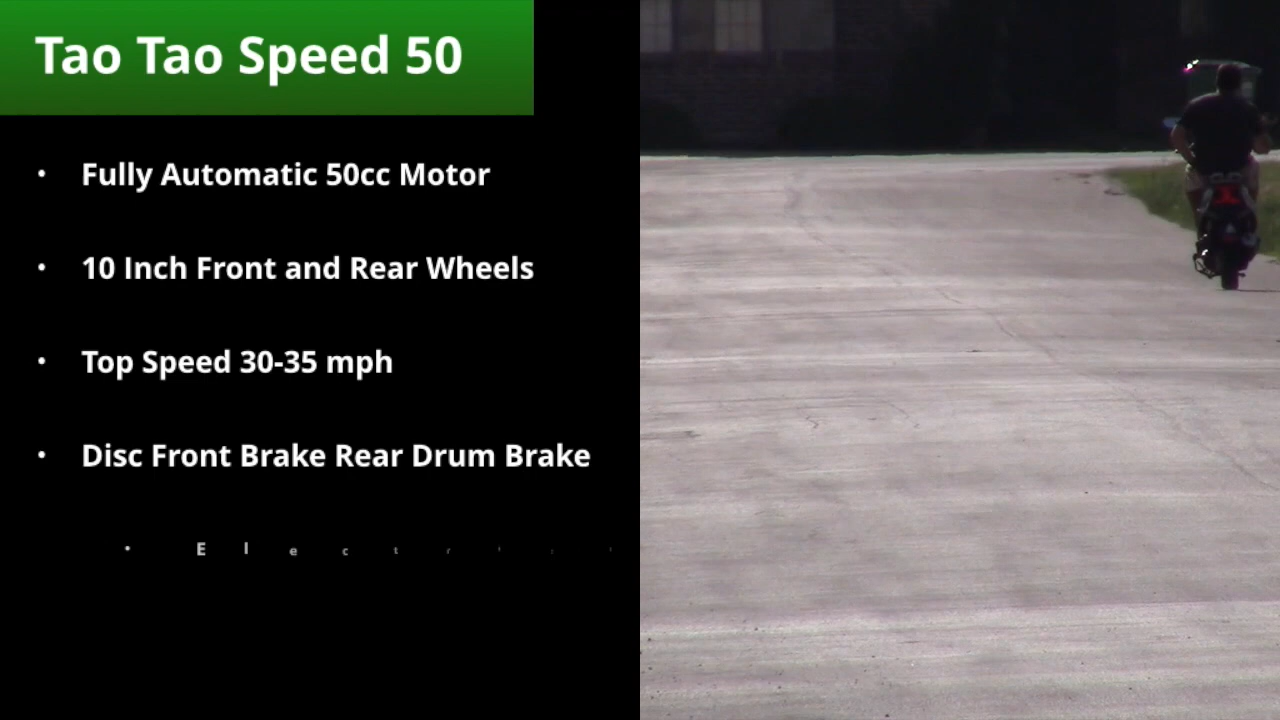 Tao Tao Speed 50
• Fully Automatic 50cc Motor
• 10 Inch Front and Rear Wheels
• Top Speed 30-35 mph
• Disc Front Brake Rear Drum Brake